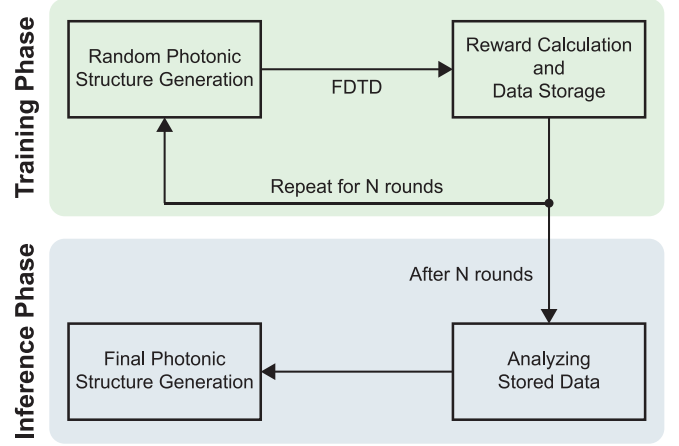 Training Phase
Random Photonic
Structure Generation
FDTD
Reward Calculation
and
Data Storage
Repeat for N rounds
Inference Phase
After N rounds
Final Photonic
Structure Generation
Analyzing
Stored Data